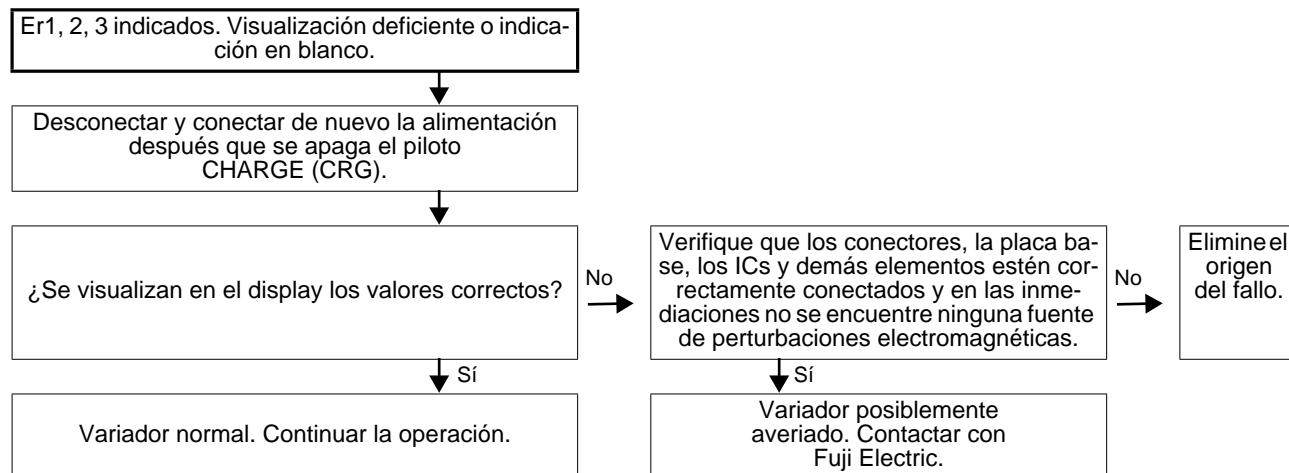 Er1, 2, 3 indicados. Visualización deficiente o indica-
ción en blanco.
Desconectar y conectar de nuevo la alimentación
después que se apaga el piloto
CHARGE (CRG).
¿Se visualizan en el display los valores correctos?
No
Verifique que los conectores, la placa ba-
se, los ICs y demás elementos estén cor-
rectamente conectados y en las inme-
diaciones no se encuentre ninguna fuente
de perturbaciones electromagnéticas.
No
Elimine el
origen
del fallo.
Sí
Sí
Variador normal. Continuar la operación.
Variador posiblemente
averiado. Contactar con
Fuji Electric.